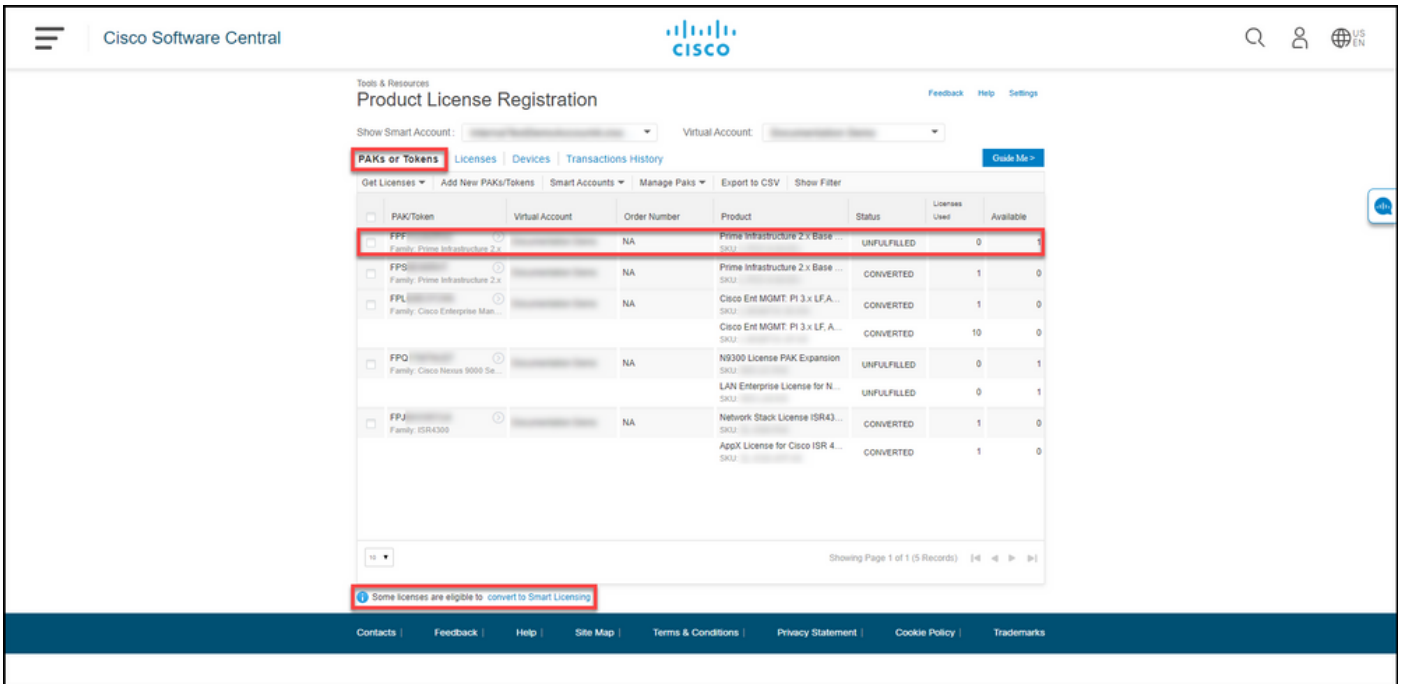 Cisco Software Central
CISCO
US
EN
Tools & Resources
Product License Registration
Feedback Help Settings
Show Smart Account :
Virtual Account:
PAKs or Tokens Licenses Devices Transactions History
Guide Me >
Get Licenses Add New PAKs/Tokens Smart Accounts Manage Paks Export to CSV Show Filter
PAK/Token Virtual Account Order Number Product Status Licenses Used Available
FPF NA Prime Infrastructure 2.x Base ... UNFULFILLED 0 1
Family: Prime Infrastructure 2.x SKU:
FPS NA Prime Infrastructure 2.x Base ... CONVERTED 1 0
Family: Prime Infrastructure 2.x SKU:
FPL NA Cisco Ent MGMT: PI 3.x LF,A... CONVERTED 1 0
Family: Cisco Enterprise Man... SKU:
Cisco Ent MGMT: PI 3.x LF, A... CONVERTED 10 0
SKU:
FPQ NA N9300 License PAK Expansion UNFULFILLED 0 1
Family: Cisco Nexus 9000 Se... SKU:
LAN Enterprise License for N... UNFULFILLED 0 1
SKU:
FPJ NA Network Stack License ISR43... CONVERTED 1 0
Family: ISR4300 SKU:
AppX License for Cisco ISR 4... CONVERTED 1 0
SKU:
10
Showing Page 1 of 1 (5 Records)
Some licenses are eligible to convert to Smart Licensing
Contacts | Feedback | Help | Site Map | Terms & Conditions | Privacy Statement | Cookie Policy | Trademarks